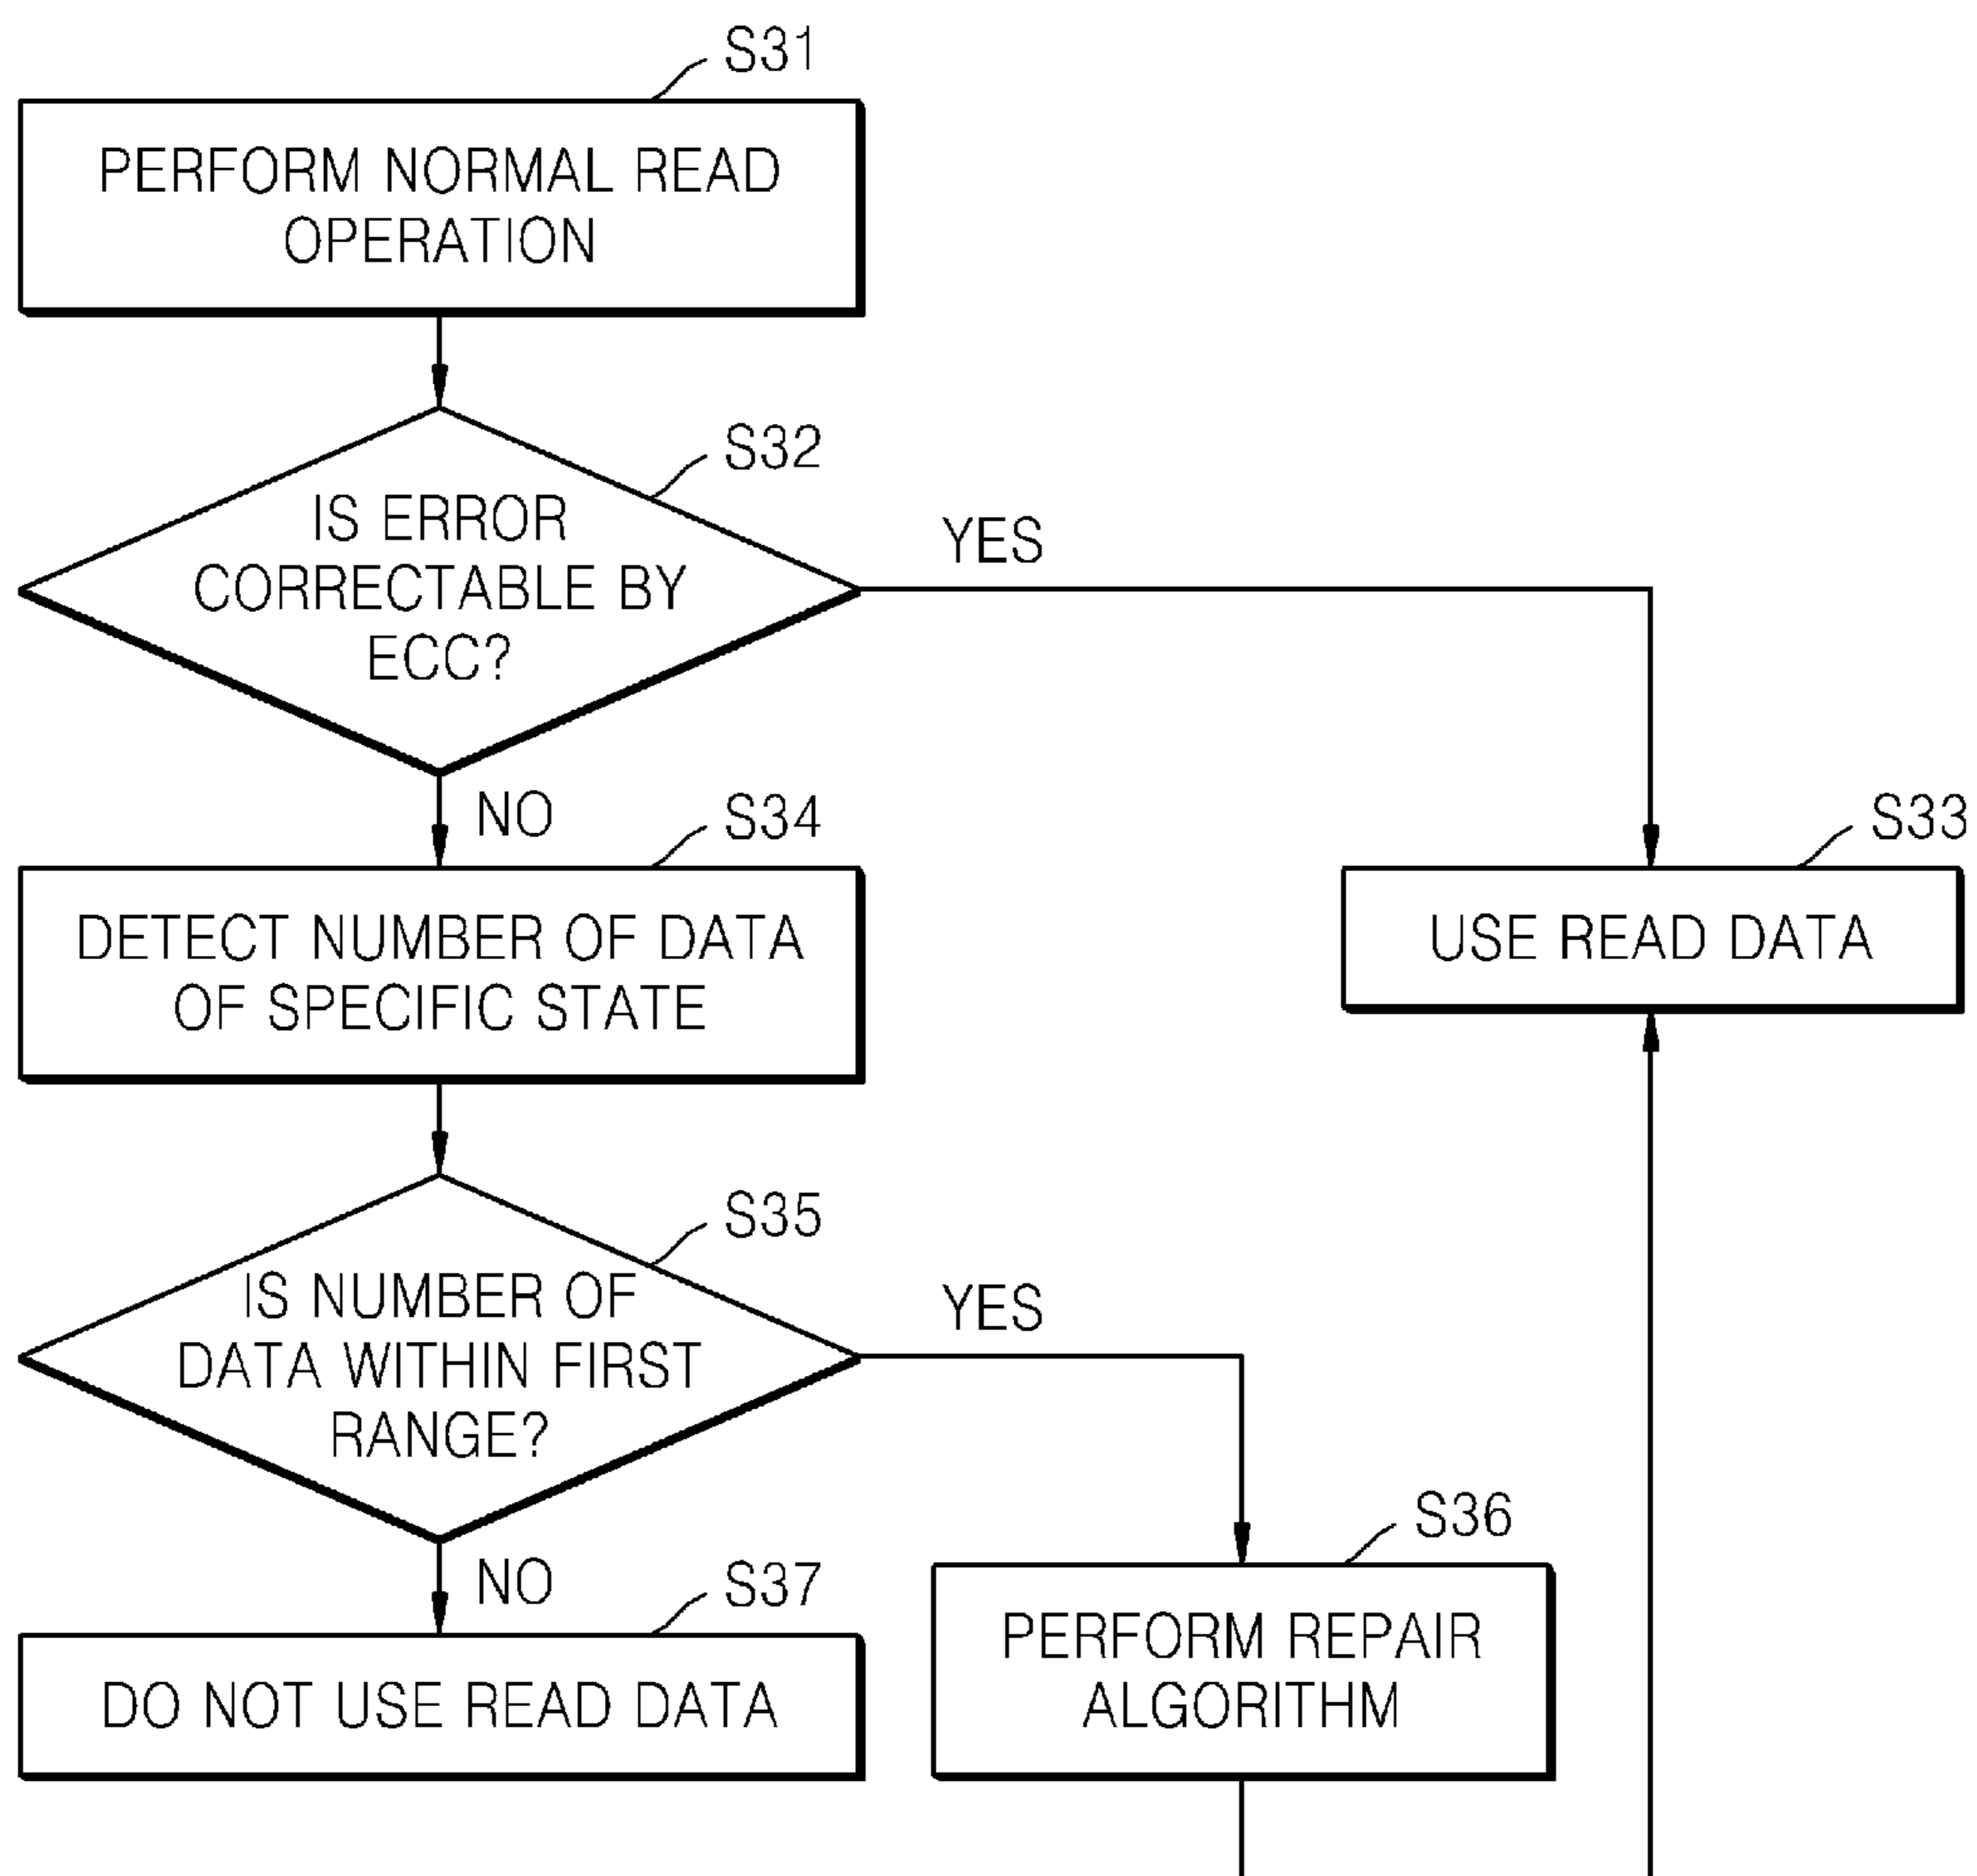 S31
PERFORM NORMAL READ
OPERATION
S32
IS ERROR
CORRECTABLE BY
ECC?
YES
NO
S34
DETECT NUMBER OF DATA
OF SPECIFIC STATE
S33
USE READ DATA
S35
IS NUMBER OF
DATA WITHIN FIRST
RANGE?
YES
NO
S37
DO NOT USE READ DATA
S36
PERFORM REPAIR
ALGORITHM